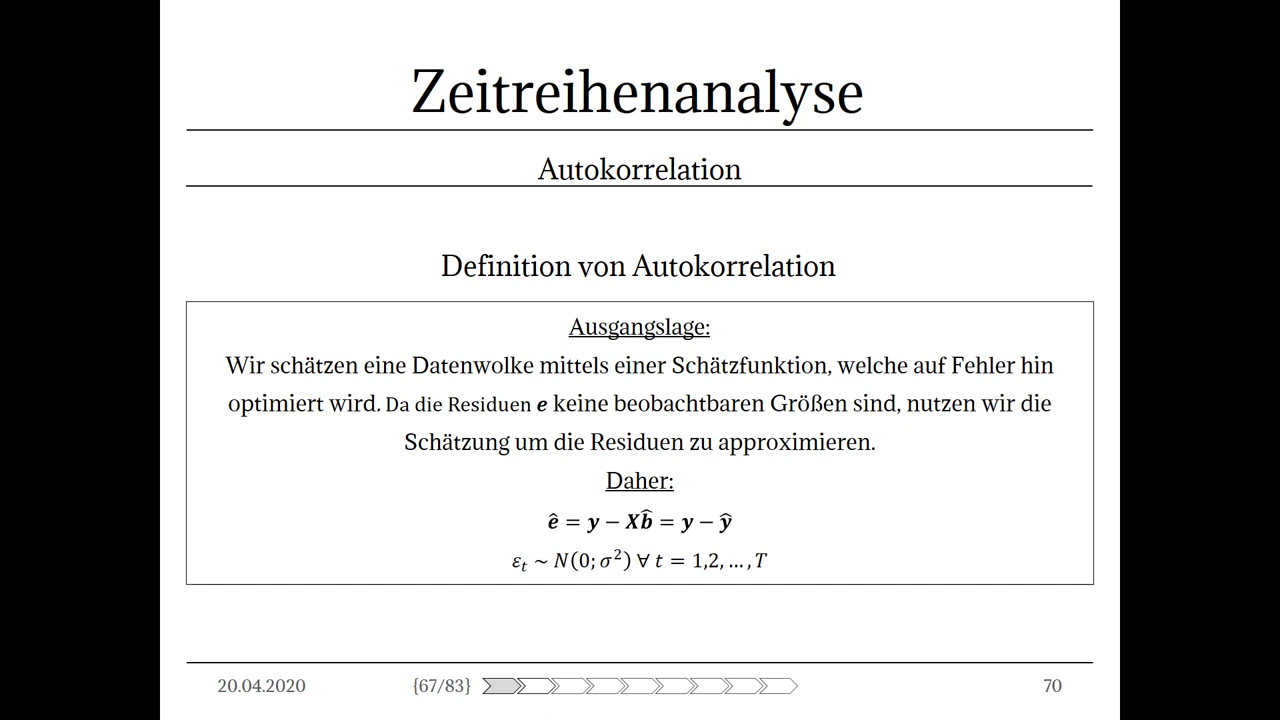 Zeitreihenanalyse
Autokorrelation
Definition von Autokorrelation
Ausgangslage:
Wir schätzen eine Datenwolke mittels einer Schätzfunktion, welche auf Fehler hin
optimiert wird. Da die Residuen e keine beobachtbaren Größen sind, nutzen wir die
Schätzung um die Residuen zu approximieren.
Daher:
ê = y − Xb̂ = y − ŷ
εₜ ~ N(0; σ²) ∀ t = 1,2, … , T
20.04.2020 {67/83} 70